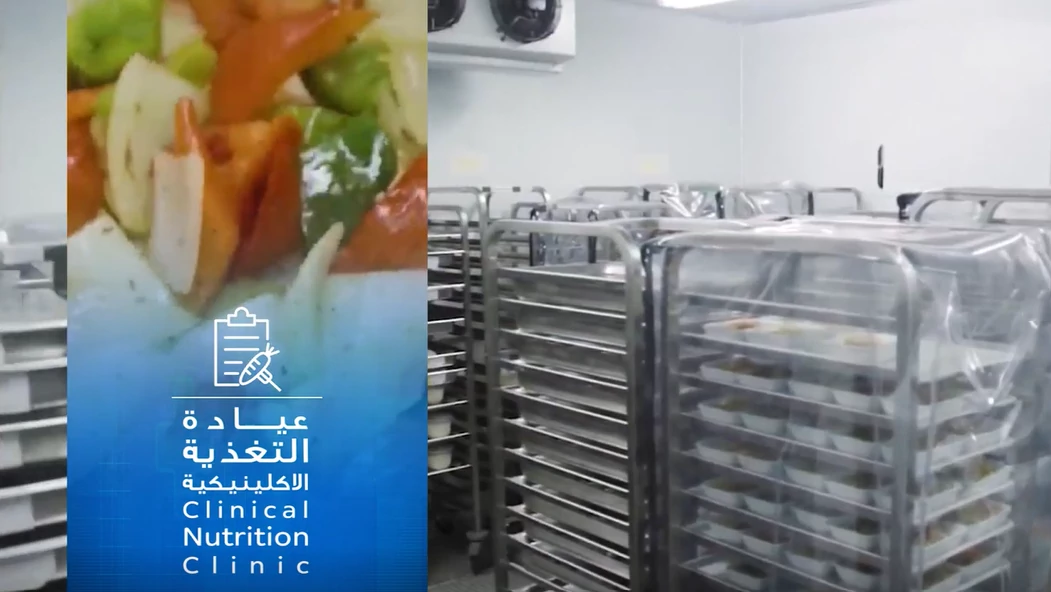 عيادة
التغذية
الاكلينيكية
Clinical
Nutrition
Clinic